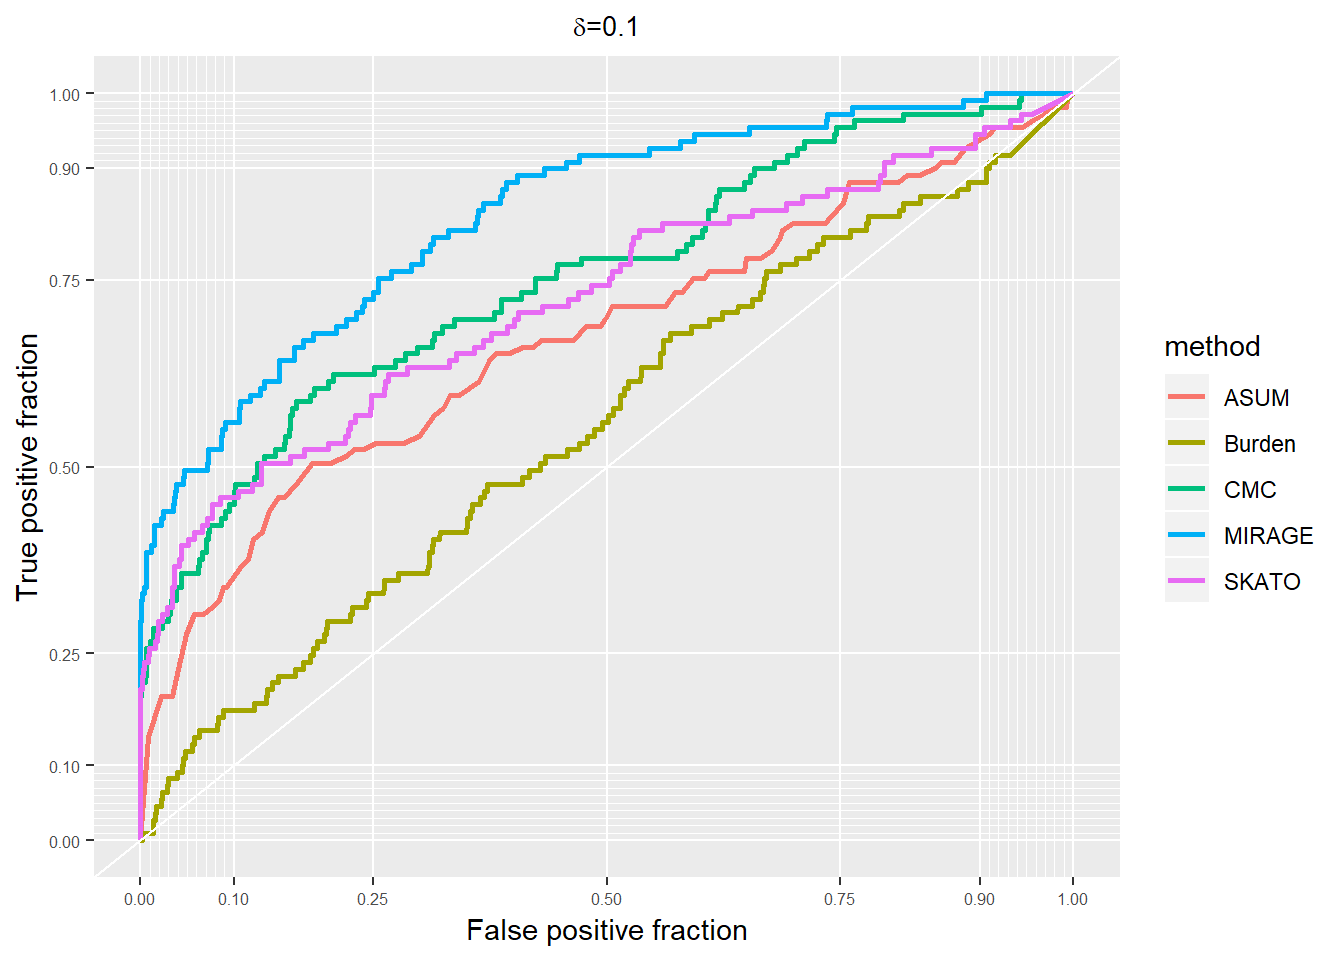 δ=0.1
True positive fraction
1.00
0.90
0.75
0.50
0.25
0.10
0.00
0.00 0.10 0.25 0.50 0.75 0.90 1.00
False positive fraction
method
ASUM
Burden
CMC
MIRAGE
SKATO